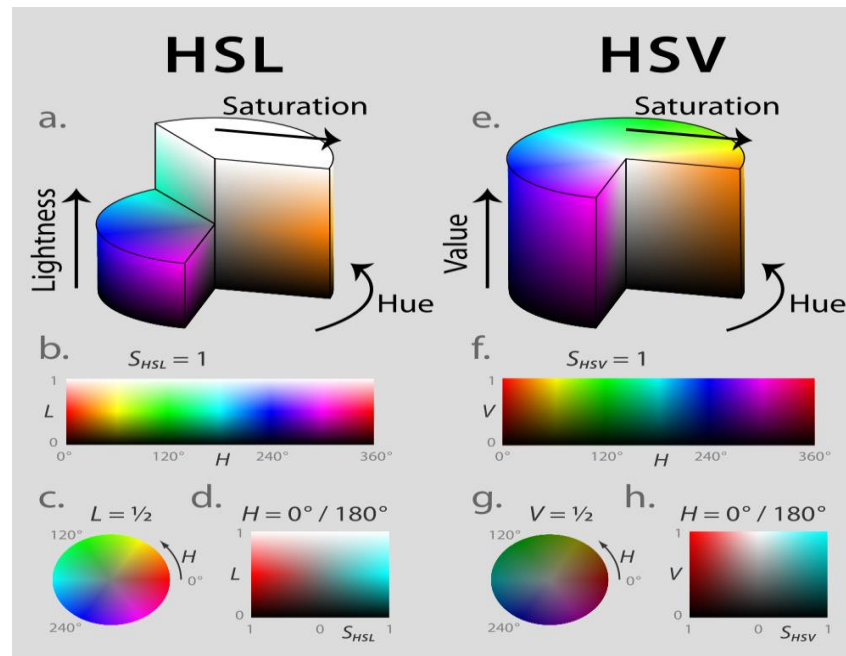 HSL
HSV
a.
Saturation
Lightness
Hue
e.
Saturation
Value
Hue
b.
S_HSL = 1
1
L
0
0°
120°
H
240°
360°
f.
S_HSV = 1
1
V
0
0°
120°
H
240°
360°
c.
L = ½
120°
H
0°
240°
d.
H = 0° / 180°
1
L
0
1
0
S_HSL
1
g.
V = ½
120°
H
0°
240°
h.
H = 0° / 180°
1
V
0
1
0
S_HSV
1